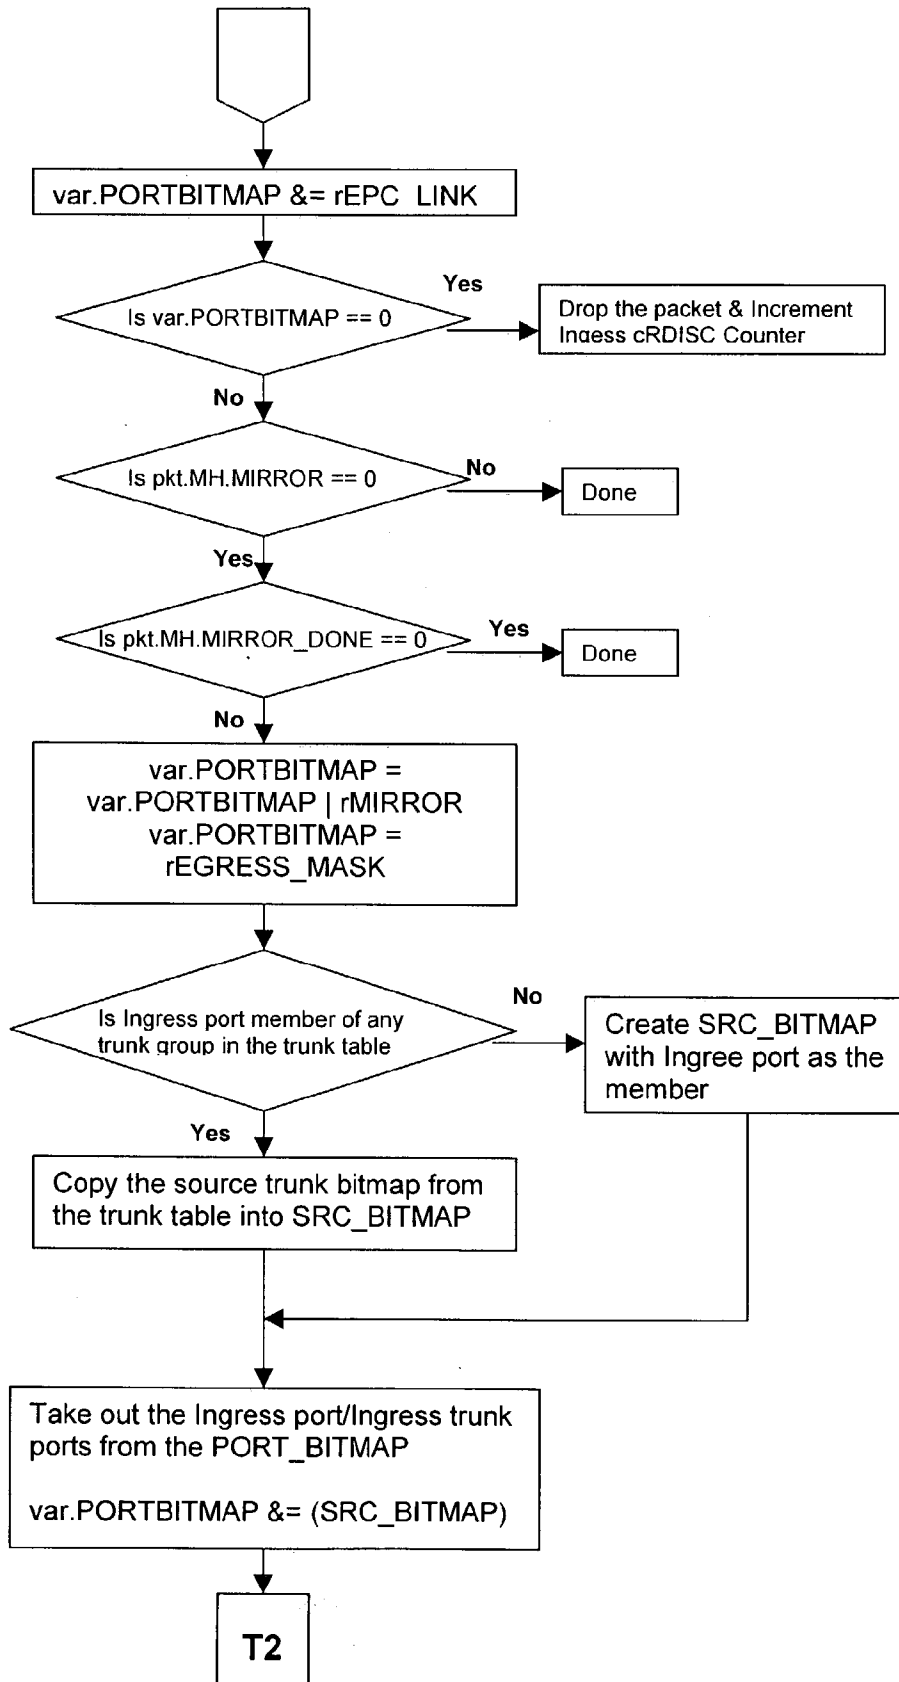 var.PORTBITMAP &= rEPC_LINK
Is var.PORTBITMAP == 0
Yes
Drop the packet & Increment
Ingess cRDISC Counter
No
Is pkt.MH.MIRROR == 0
No
Done
Yes
Is pkt.MH.MIRROR_DONE == 0
Yes
Done
No
var.PORTBITMAP =
var.PORTBITMAP | rMIRROR
var.PORTBITMAP =
rEGRESS_MASK
Is Ingress port member of any
trunk group in the trunk table
No
Create SRC_BITMAP
with Ingree port as the
member
Yes
Copy the source trunk bitmap from
the trunk table into SRC_BITMAP
Take out the Ingress port/Ingress trunk
ports from the PORT_BITMAP
var.PORTBITMAP &= (SRC_BITMAP)
T2